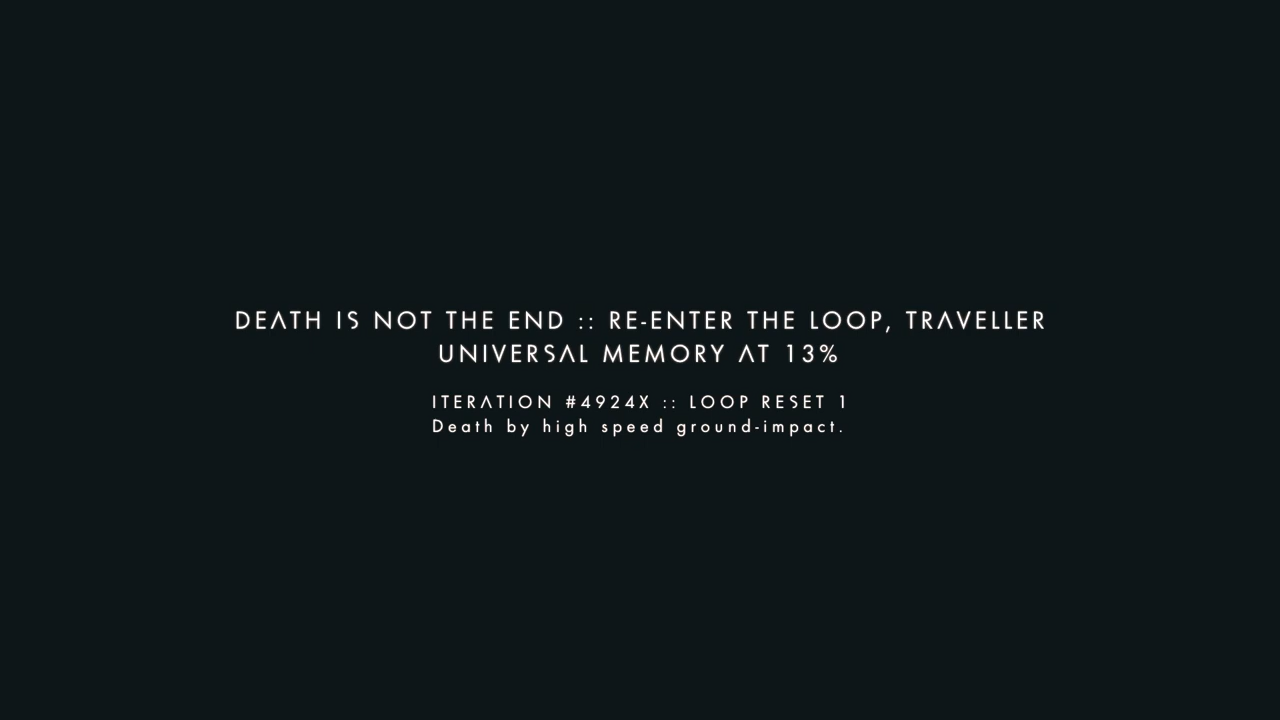 DEATH IS NOT THE END :: RE-ENTER THE LOOP, TRAVELLER
UNIVERSAL MEMORY AT 13%
ITERATION #4924X :: LOOP RESET 1
Death by high speed ground-impact.